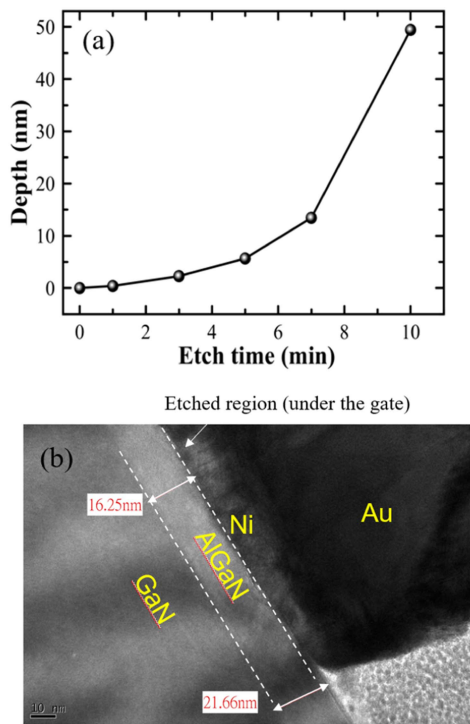 (a)
50
40
30
20
10
0
Depth (nm)
0 2 4 6 8 10
Etch time (min)
Etched region (under the gate)
(b)
16.25nm
Ni
Au
AlGaN
GaN
21.66nm
10 nm